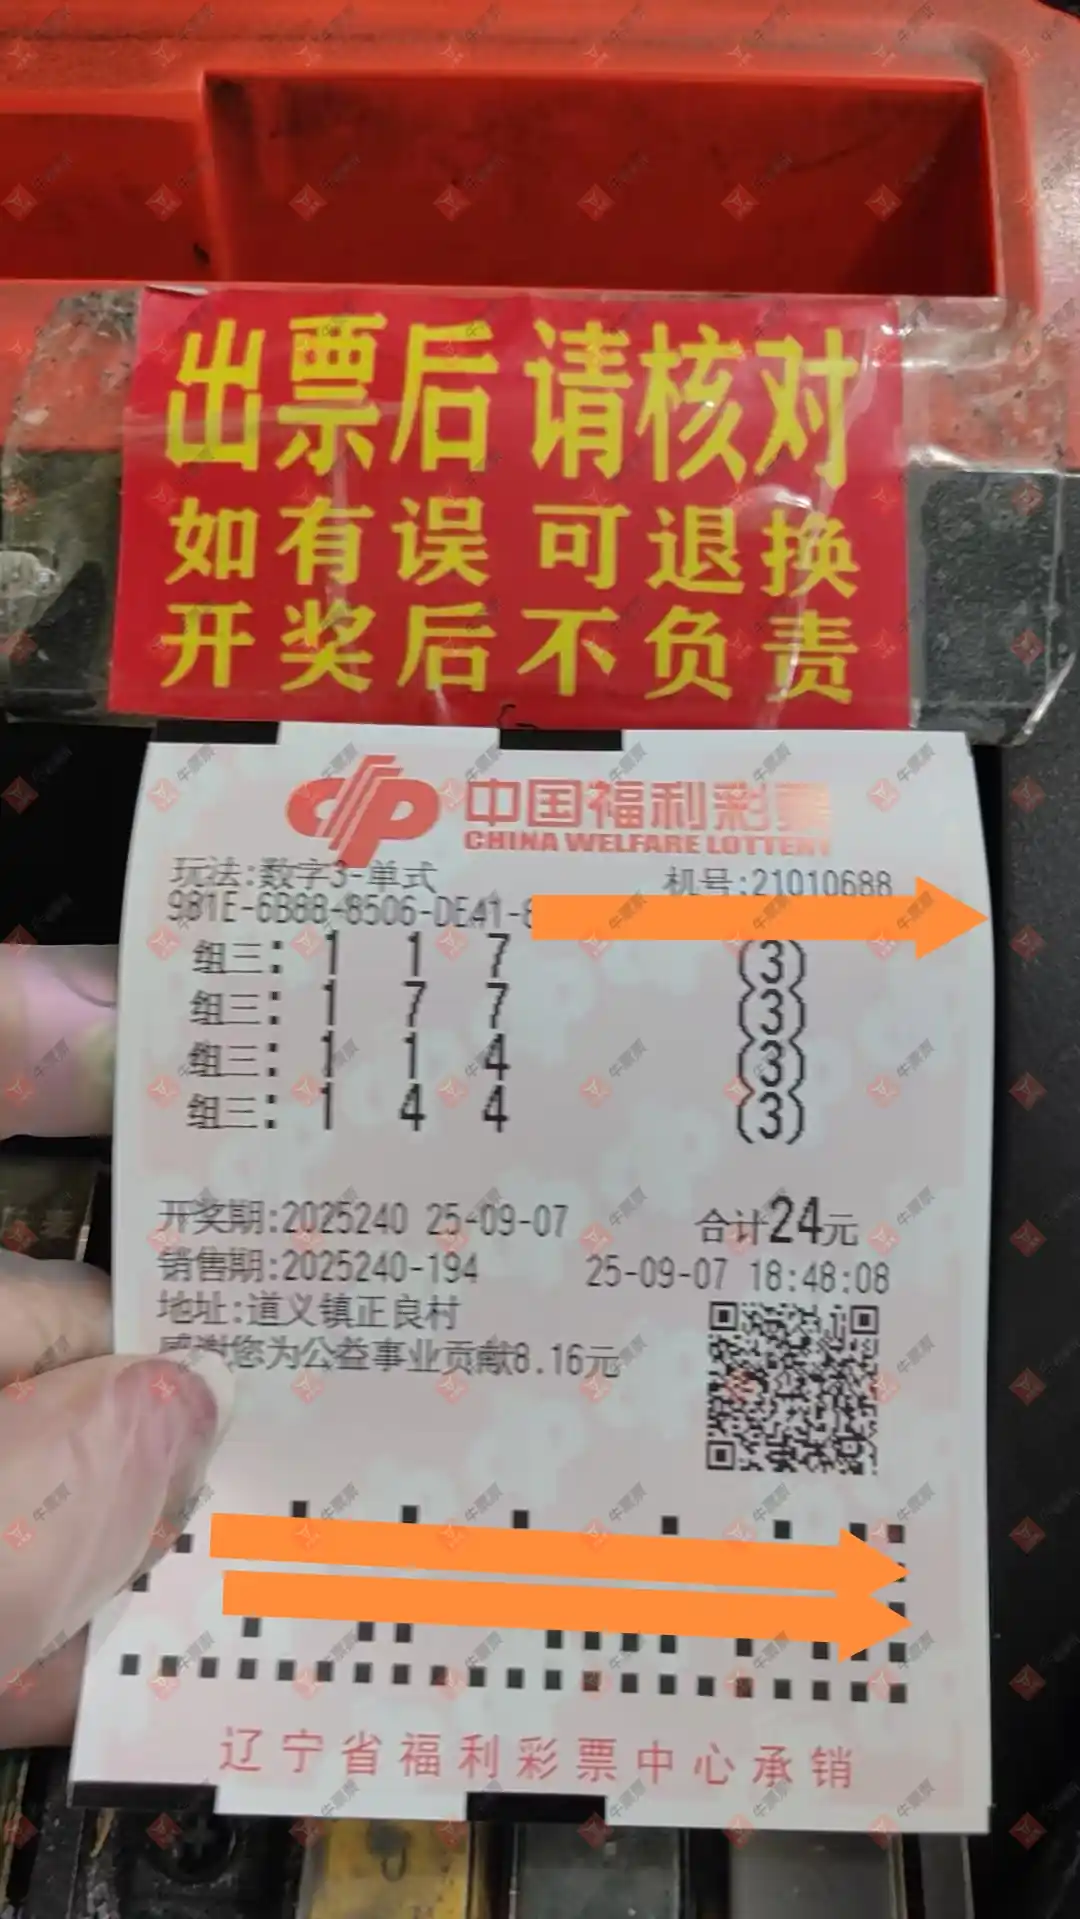 出票后请核对
如有误可退换
开奖后不负责
中国福利彩票
CHINA WELFARE LOTTERY
玩法:数字3-单式 机号:21010688
981E-6B88-8506-DE41-
组三: 1 1 7 (3)
组三: 1 7 7 (3)
组三: 1 1 4 (3)
组三: 1 4 4 (3)
开奖期:2025240 25-09-07 合计24元
销售期:2025240-194 25-09-07 18:48:08
地址:道义镇正良村
感谢您为公益事业贡献8.16元
辽宁省福利彩票中心承销
牛票票